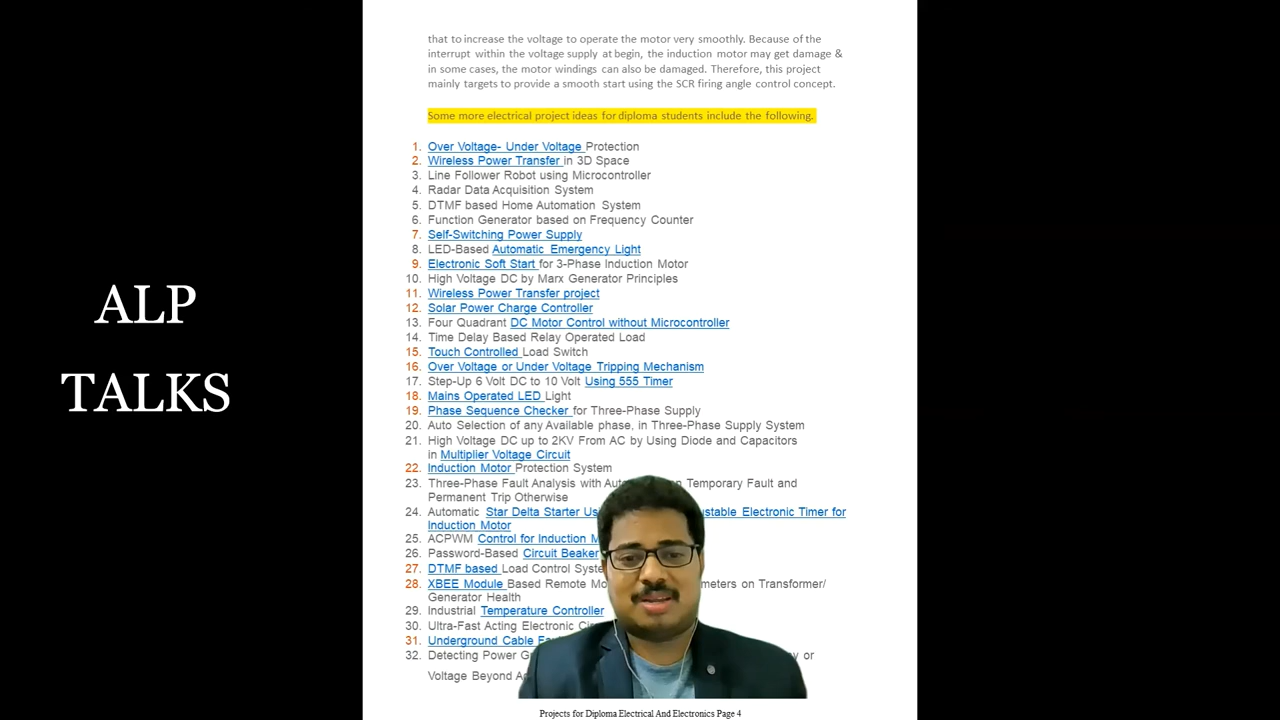 that to increase the voltage to operate the motor very smoothly. Because of the
interrupt within the voltage supply at begin, the induction motor may get damage &
in some cases, the motor windings can also be damaged. Therefore, this project
mainly targets to provide a smooth start using the SCR firing angle control concept.
Some more electrical project ideas for diploma students include the following.
1. Over Voltage- Under Voltage Protection
2. Wireless Power Transfer in 3D Space
3. Line Follower Robot using Microcontroller
4. Radar Data Acquisition System
5. DTMF based Home Automation System
6. Function Generator based on Frequency Counter
7. Self-Switching Power Supply
8. LED-Based Automatic Emergency Light
9. Electronic Soft Start for 3-Phase Induction Motor
10. High Voltage DC by Marx Generator Principles
11. Wireless Power Transfer project
12. Solar Power Charge Controller
13. Four Quadrant DC Motor Control without Microcontroller
14. Time Delay Based Relay Operated Load
15. Touch Controlled Load Switch
16. Over Voltage or Under Voltage Tripping Mechanism
17. Step-Up 6 Volt DC to 10 Volt Using 555 Timer
18. Mains Operated LED Light
19. Phase Sequence Checker for Three-Phase Supply
20. Auto Selection of any Available phase, in Three-Phase Supply System
21. High Voltage DC up to 2KV From AC by Using Diode and Capacitors
in Multiplier Voltage Circuit
22. Induction Motor Protection System
23. Three-Phase Fault Analysis with Temporary Fault and
Permanent Trip Otherwise
24. Automatic Star Delta Starter Electronic Timer for
Induction Motor
25. ACPWM Control for Induction
26. Password-Based Circuit Beaker
27. DTMF based Load Control
28. XBEE Module Based Remote on Transformer/
Generator Health
29. Industrial Temperature Controller
30. Ultra-Fast Acting Electronic
31. Underground Cable
32. Detecting Power or
Voltage Beyond
Projects for Diploma Electrical And Electronics Page 4
ALP
TALKS